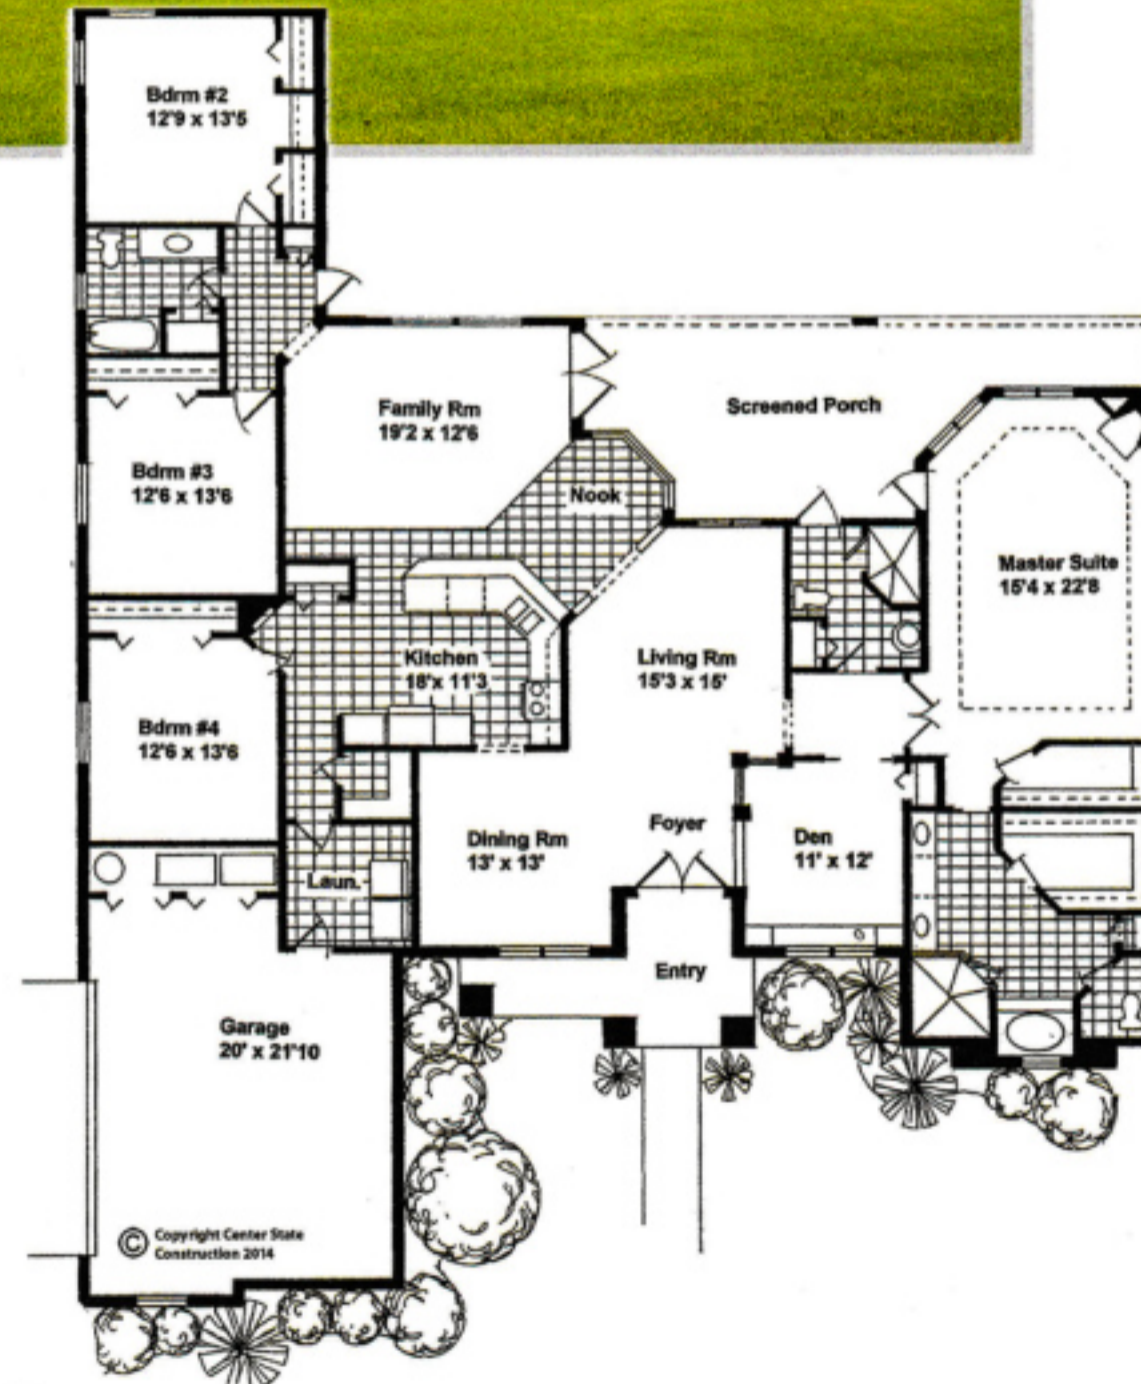 Bdrm #2
12'9 x 13'5
Family Rm
19'2 x 12'6
Screened Porch
Bdrm #3
12'6 x 13'6
Nook
Master Suite
15'4 x 22'8
Kitchen
18'x 11'3
Living Rm
15'3 x 15'
Bdrm #4
12'6 x 13'6
Foyer
Dining Rm
13' x 13'
Den
11' x 12'
Laun.
Entry
Garage
20' x 21'10
© Copyright Center State
Construction 2014